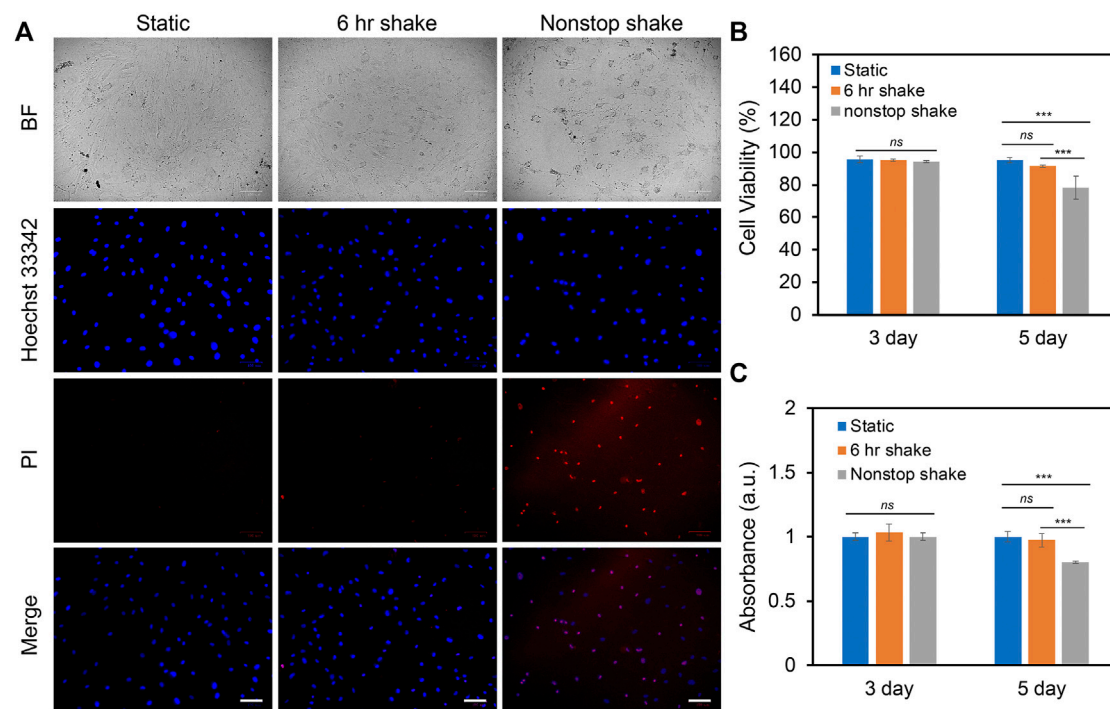 A
Static
6 hr shake
Nonstop shake
BF
Hoechst 33342
PI
Merge
B
Cell Viability (%)
160
140
120
100
80
60
40
20
0
Static
6 hr shake
nonstop shake
ns
***
ns
***
3 day
5 day
C
Absorbance (a.u.)
2
1.5
1
0.5
0
Static
6 hr shake
Nonstop shake
ns
***
ns
***
3 day
5 day